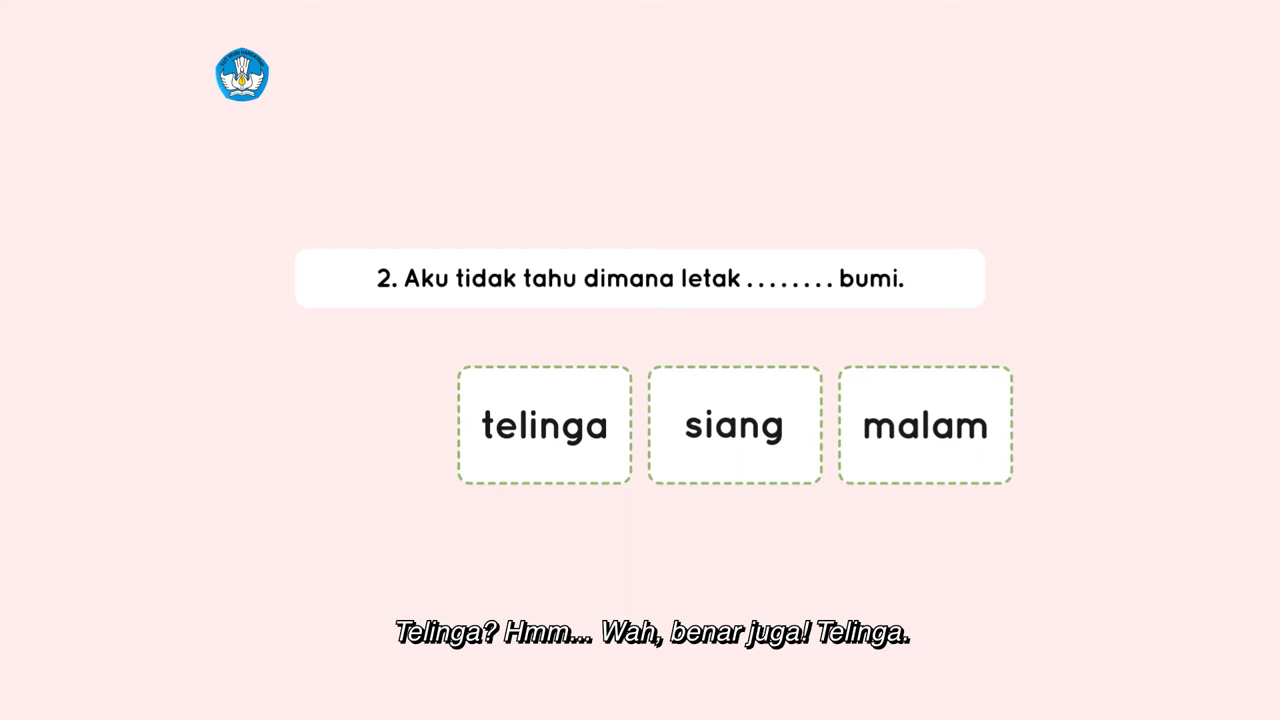 2. Aku tidak tahu dimana letak ........ bumi.
telinga
siang
malam
Telinga? Hmm... Wah, benar juga! Telinga.